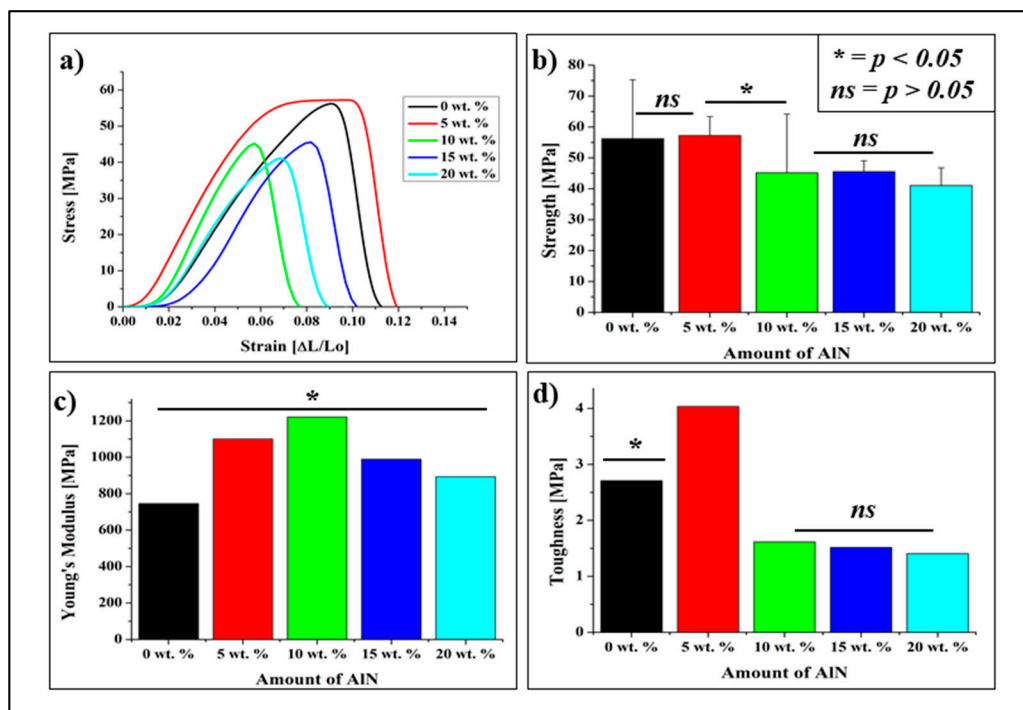 a)
Stress [MPa]
60
50
40
30
20
10
0
0 wt. %
5 wt. %
10 wt. %
15 wt. %
20 wt. %
0.00 0.02 0.04 0.06 0.08 0.10 0.12 0.14
Strain [ΔL/Lo]
b)
* = p < 0.05
ns = p > 0.05
Strength [MPa]
80
70
60
50
40
30
20
10
0
ns * ns
0 wt. % 5 wt. % 10 wt. % 15 wt. % 20 wt. %
Amount of AlN
c)
Young's Modulus [MPa]
1200
1000
800
600
400
200
0
*
0 wt. % 5 wt. % 10 wt. % 15 wt. % 20 wt. %
Amount of AlN
d)
Toughness [MPa]
4
3
2
1
0
* ns
0 wt. % 5 wt. % 10 wt. % 15 wt. % 20 wt. %
Amount of AlN